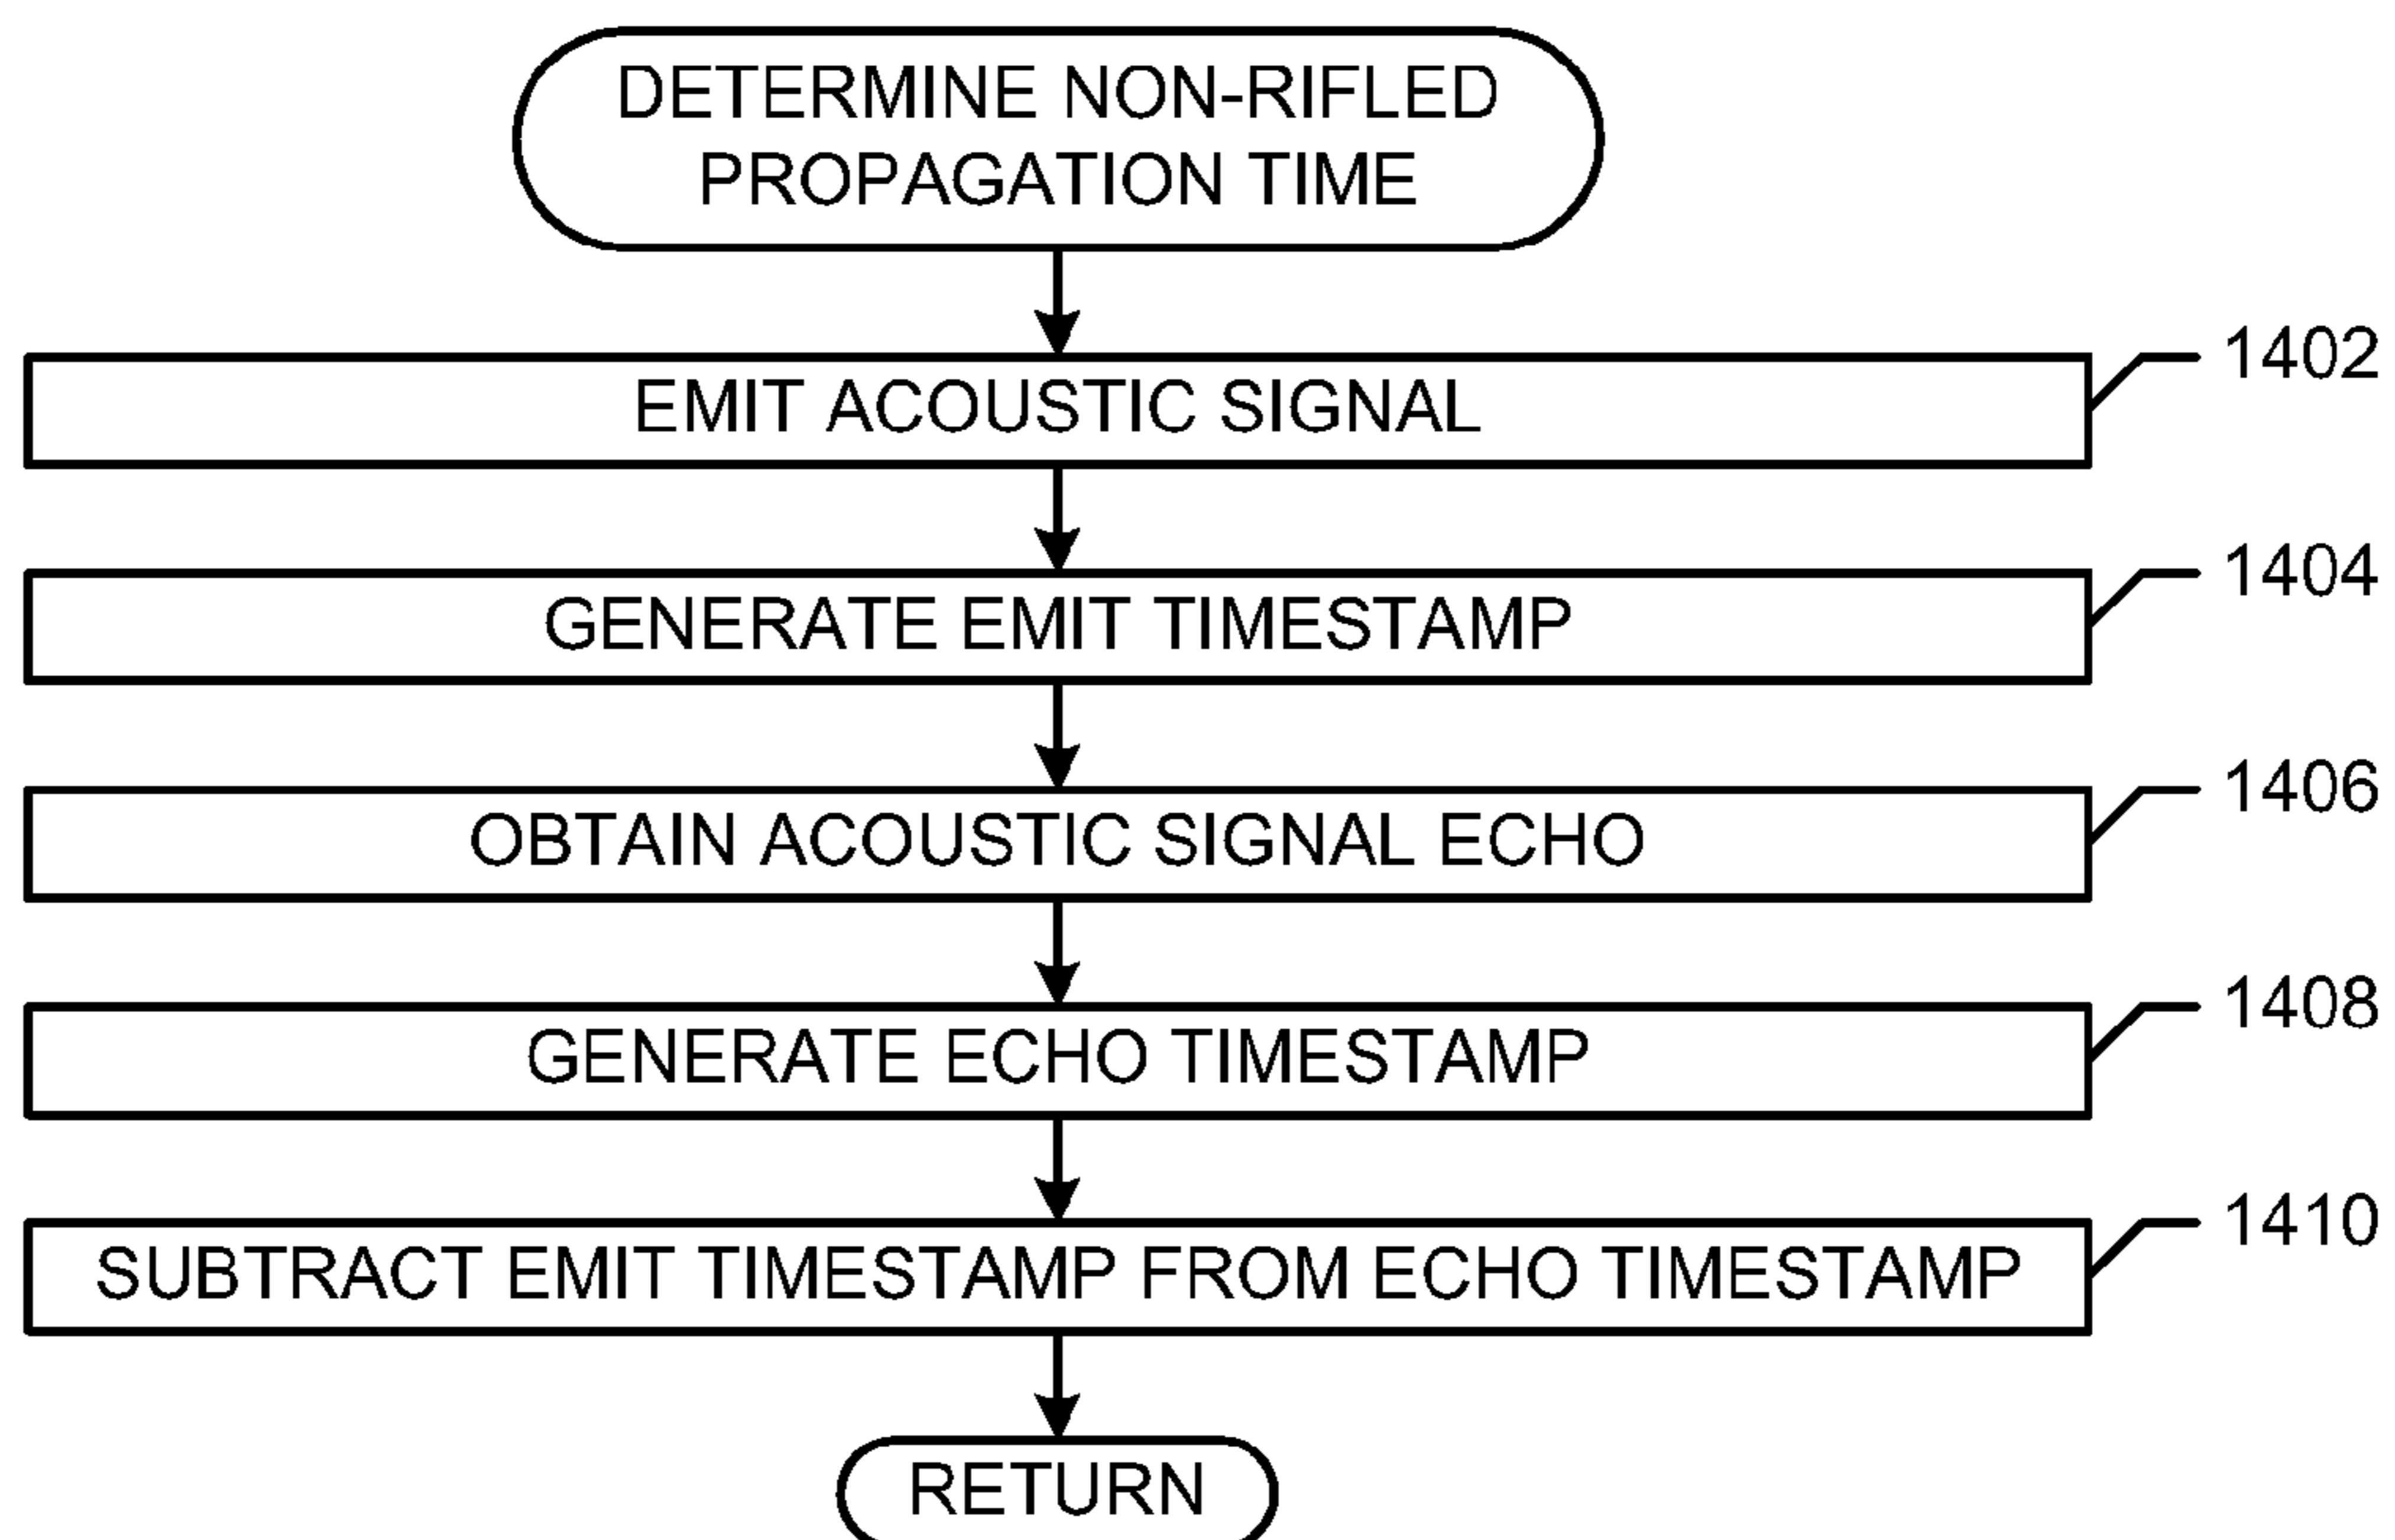 DETERMINE NON-RIFLED
PROPAGATION TIME
EMIT ACOUSTIC SIGNAL
1402
GENERATE EMIT TIMESTAMP
1404
OBTAIN ACOUSTIC SIGNAL ECHO
1406
GENERATE ECHO TIMESTAMP
1408
SUBTRACT EMIT TIMESTAMP FROM ECHO TIMESTAMP
1410
RETURN